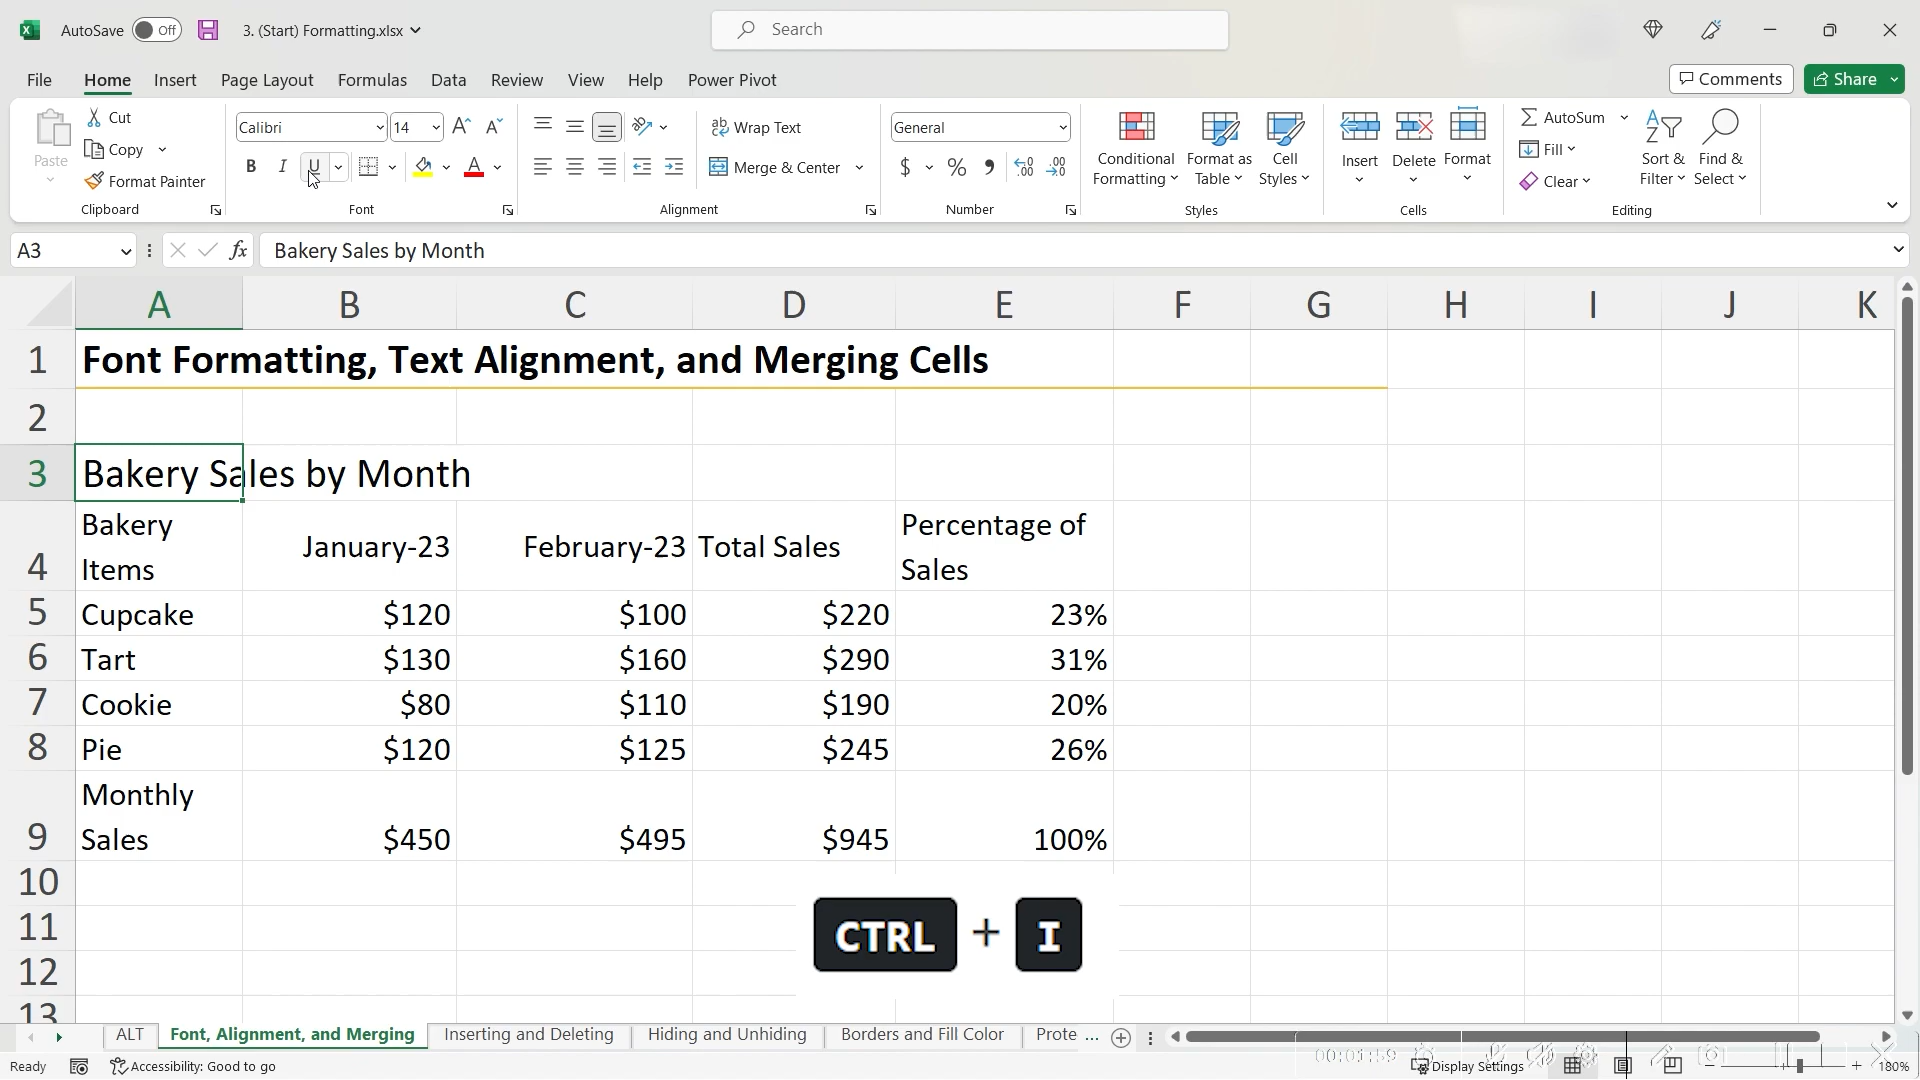 AutoSave Off 3. (Start) Formatting.xlsx Search
File Home Insert Page Layout Formulas Data Review View Help Power Pivot Comments Share
Paste Cut Copy Format Painter Clipboard
Calibri 14 A A
B I U A Font
Wrap Text Merge & Center Alignment
General $ % Number
Conditional Formatting Format as Table Cell Styles Styles
Insert Delete Format Cells
AutoSum Fill Clear Sort & Filter Find & Select Editing
A3 fx Bakery Sales by Month
A B C D E F G H I J K
1 Font Formatting, Text Alignment, and Merging Cells
2
3 Bakery Sales by Month
4 Bakery Items January-23 February-23 Total Sales Percentage of Sales
5 Cupcake $120 $100 $220 23%
6 Tart $130 $160 $290 31%
7 Cookie $80 $110 $190 20%
8 Pie $120 $125 $245 26%
9 Monthly Sales $450 $495 $945 100%
10
11
12
13
CTRL + I
ALT Font, Alignment, and Merging Inserting and Deleting Hiding and Unhiding Borders and Fill Color Prote ...
Ready Accessibility: Good to go 00:01:59 Display Settings 180%